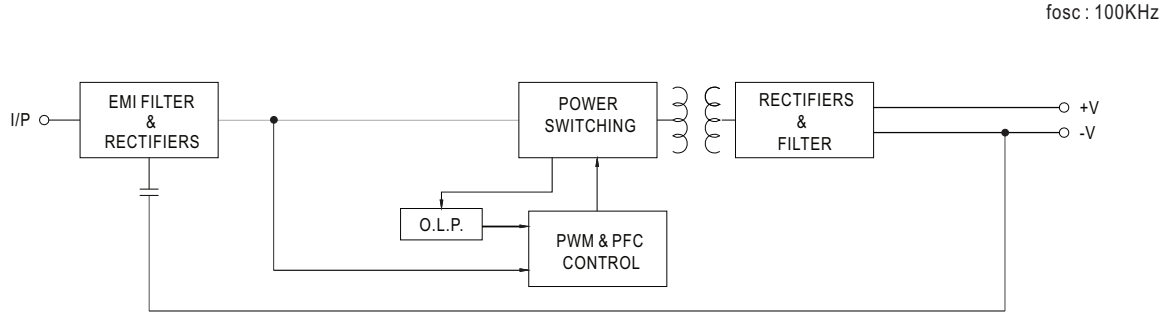 fosc : 100KHz
I/P
EMI FILTER
&
RECTIFIERS
POWER
SWITCHING
RECTIFIERS
&
FILTER
+V
-V
O.L.P.
PWM & PFC
CONTROL